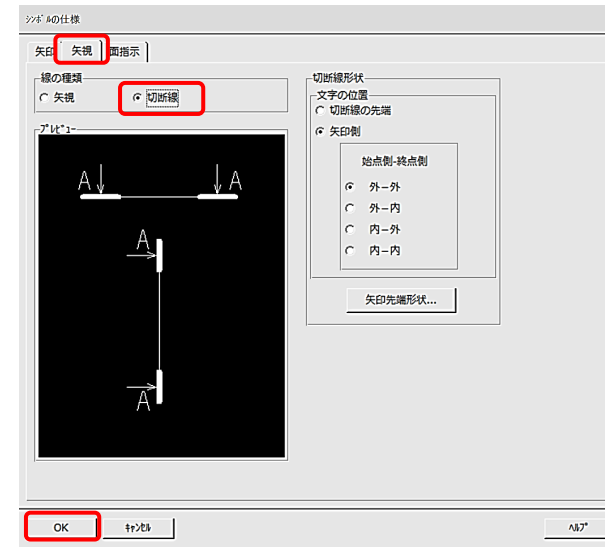 ｼﾝﾎﾞﾙの仕様
矢印 矢視 面指示
線の種類
矢視 切断線
ﾌﾟﾚﾋﾞｭｰ
A A
A
A
切断線形状
文字の位置
切断線の先端
矢印側
始点側-終点側
外－外
外－内
内－外
内－内
矢印先端形状...
OK ｷｬﾝｾﾙ ﾍﾙﾌﾟ